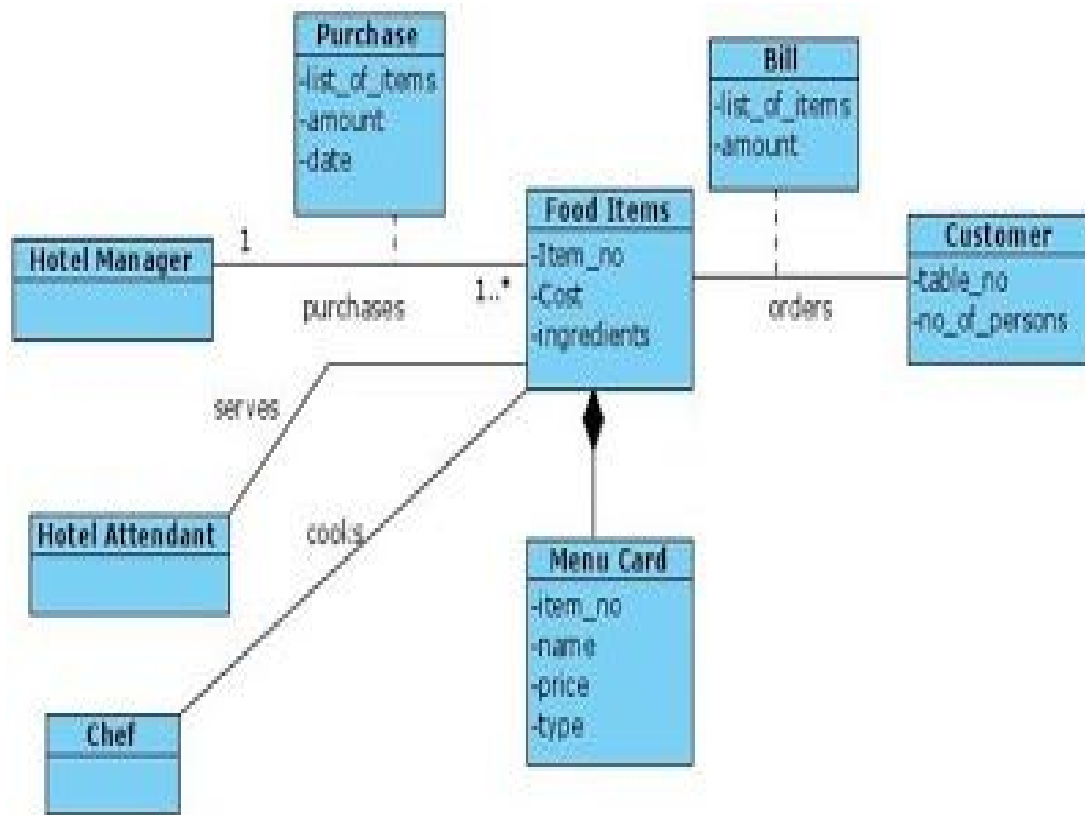 Purchase
-list_of_items
-amount
-date
Bill
-list_of_items
-amount
Hotel Manager
1
purchases
1..*
Food Items
-Item_no
-Cost
-ingredients
orders
Customer
-table_no
-no_of_persons
serves
Hotel Attendant
cooks
Chef
Menu Card
-item_no
-name
-price
-type